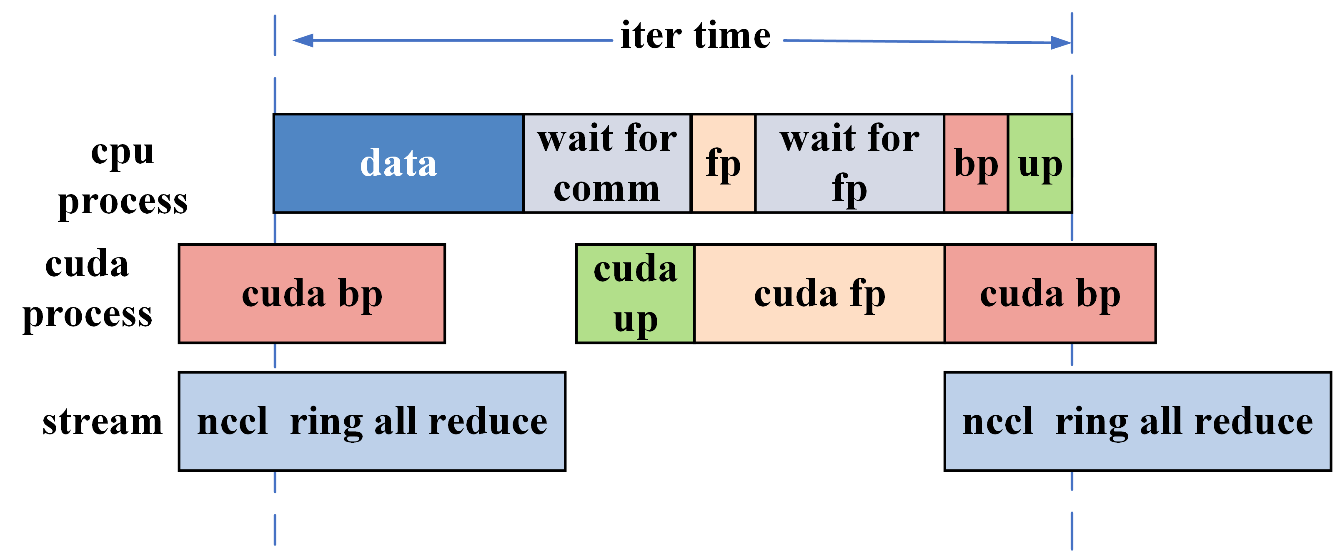 iter time
cpu
process
data
wait for
comm
fp
wait for
fp
bp
up
cuda
process
cuda bp
cuda
up
cuda fp
cuda bp
stream
nccl ring all reduce
nccl ring all reduce